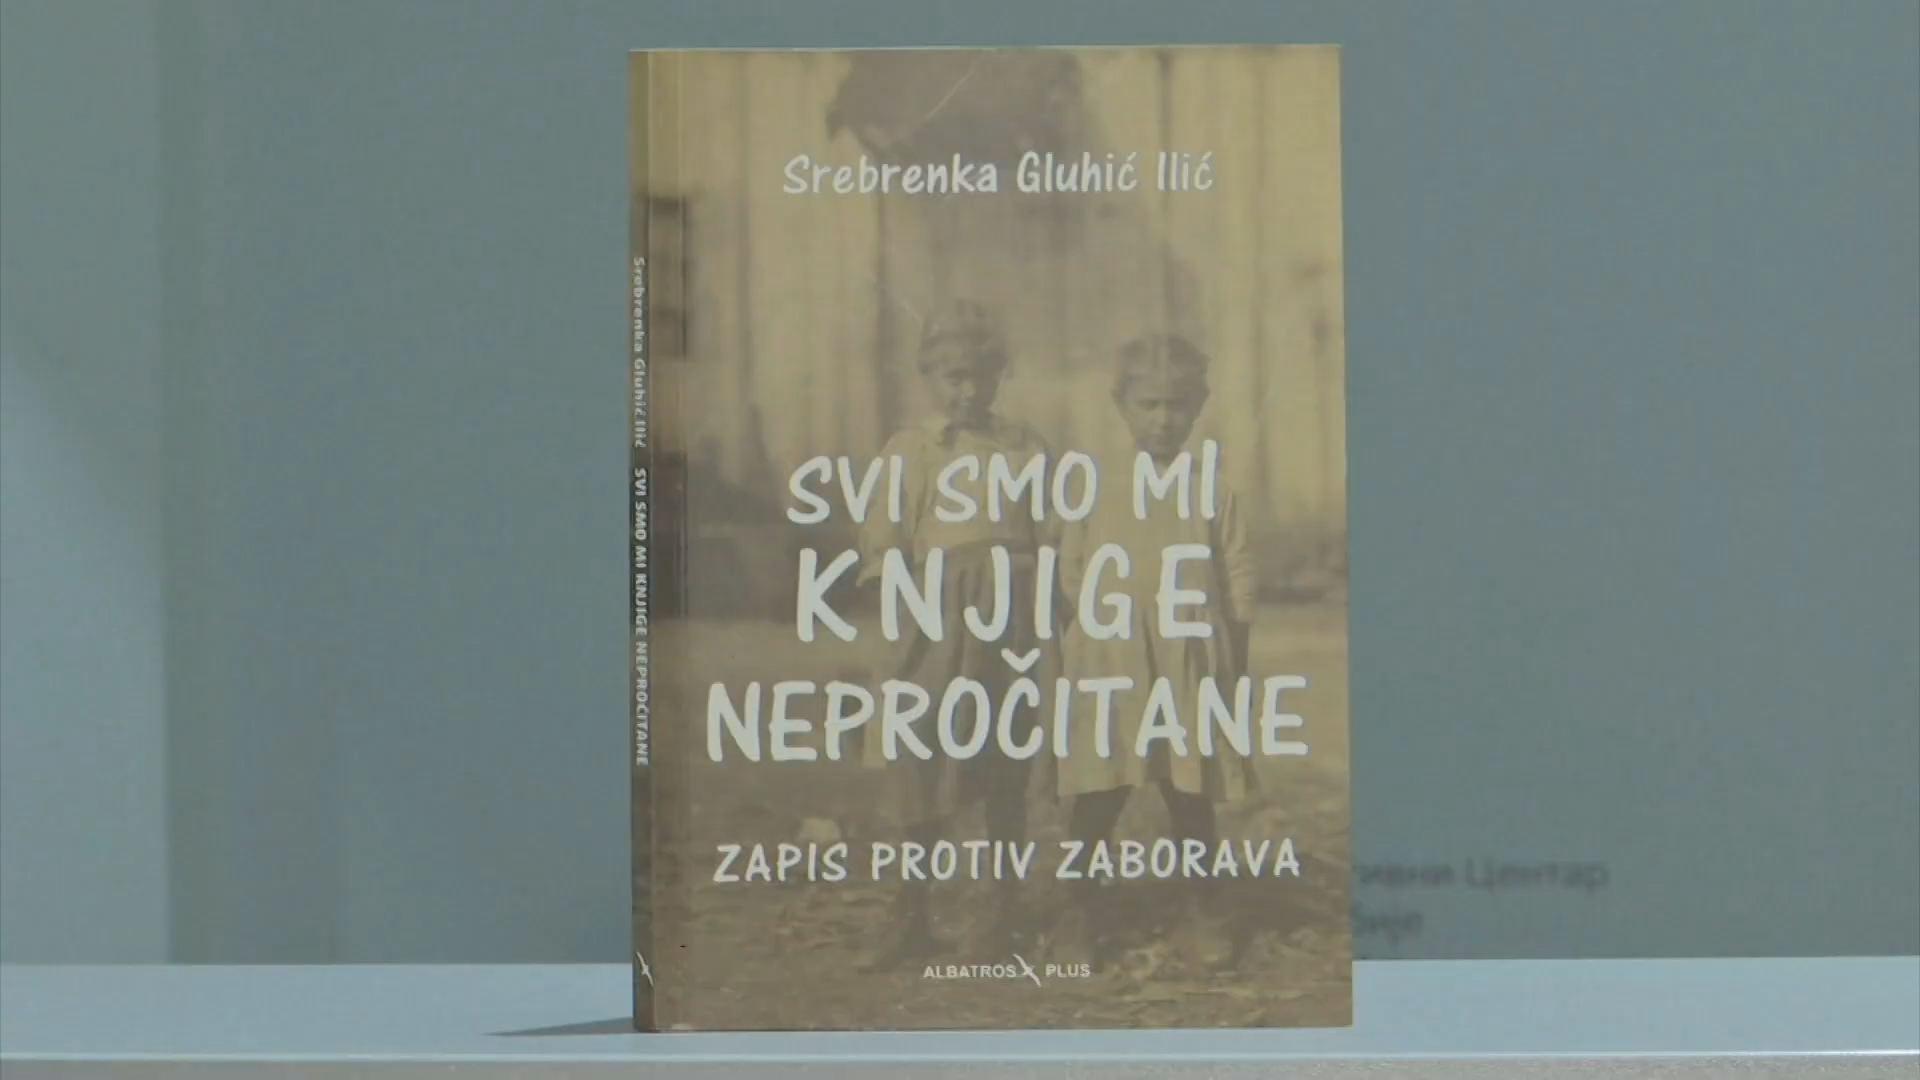 Srebrenka Gluhić Ilić
SVI SMO MI
KNJIGE
NEPROČITANE
ZAPIS PROTIV ZABORAVA
ALBATROS PLUS
Srebrenka Gluhić Ilić SVI SMO MI KNJIGE NEPROČITANE
Центар